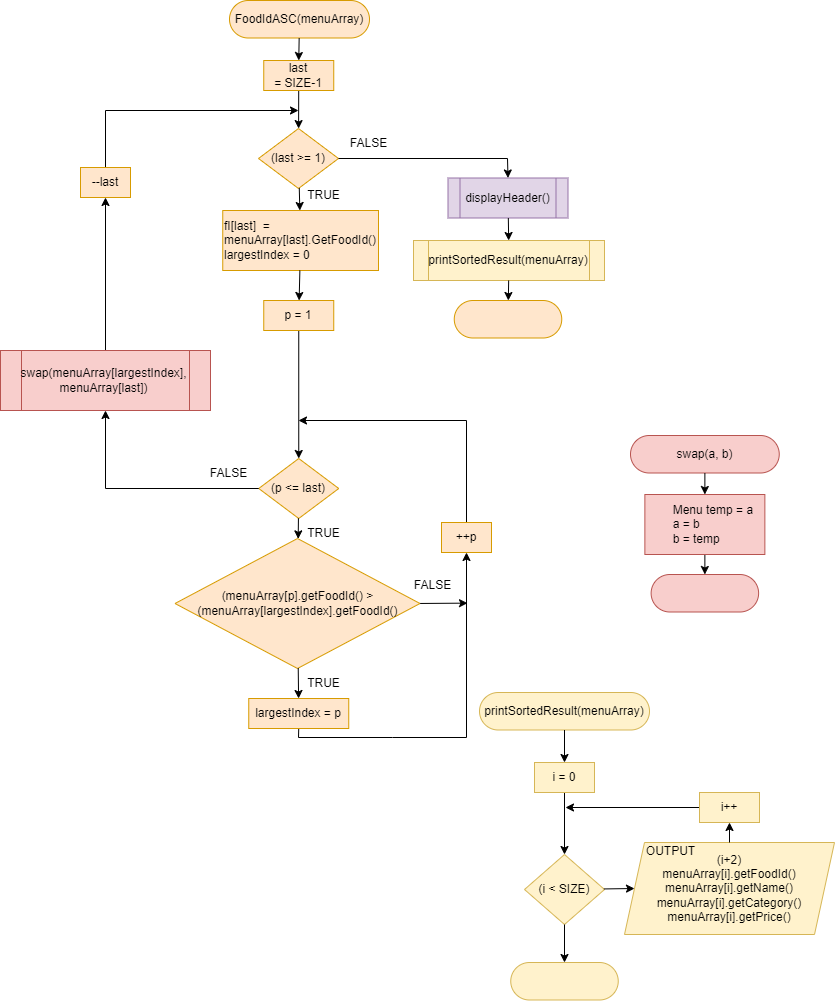 FoodIdASC(menuArray)
last
= SIZE-1
(last >= 1)
FALSE
TRUE
--last
displayHeader()
fI[last] =
menuArray[last].GetFoodId()
largestIndex = 0
printSortedResult(menuArray)
p = 1
swap(menuArray[largestIndex],
menuArray[last])
(p <= last)
FALSE
TRUE
++p
(menuArray[p].getFoodId() >
(menuArray[largestIndex].getFoodId()
FALSE
TRUE
largestIndex = p
swap(a, b)
Menu temp = a
a = b
b = temp
printSortedResult(menuArray)
i = 0
i++
(i < SIZE)
OUTPUT
(i+2)
menuArray[i].getFoodId()
menuArray[i].getName()
menuArray[i].getCategory()
menuArray[i].getPrice()